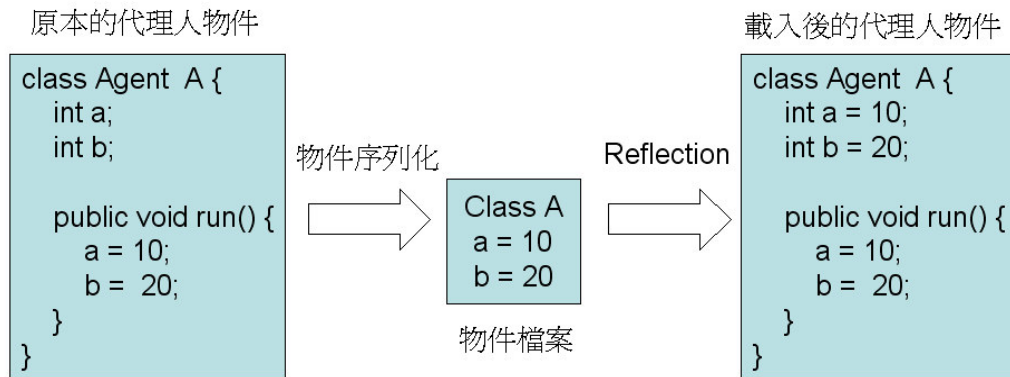 原本的代理人物件
class Agent A {
int a;
int b;
public void run() {
a = 10;
b = 20;
}
}
物件序列化
Class A
a = 10
b = 20
物件檔案
Reflection
載入後的代理人物件
class Agent A {
int a = 10;
int b = 20;
public void run() {
a = 10;
b = 20;
}
}